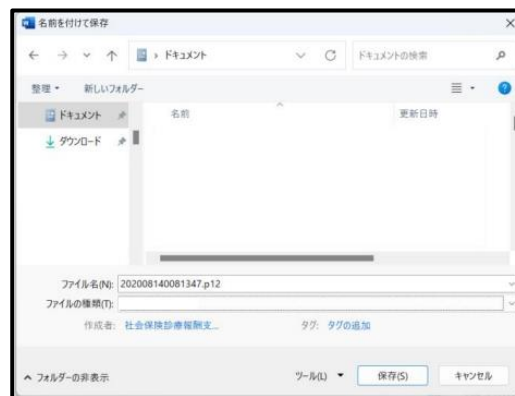 名前を付けて保存
ドキュメント
ドキュメントの検索
整理 新しいフォルダー
ドキュメント
ダウンロード
名前 更新日時
ファイル名(N): 202008140081347.p12
ファイルの種類(T):
作成者: 社会保険診療報酬支... タグ: タグの追加
フォルダーの非表示 ツール(L) 保存(S) キャンセル